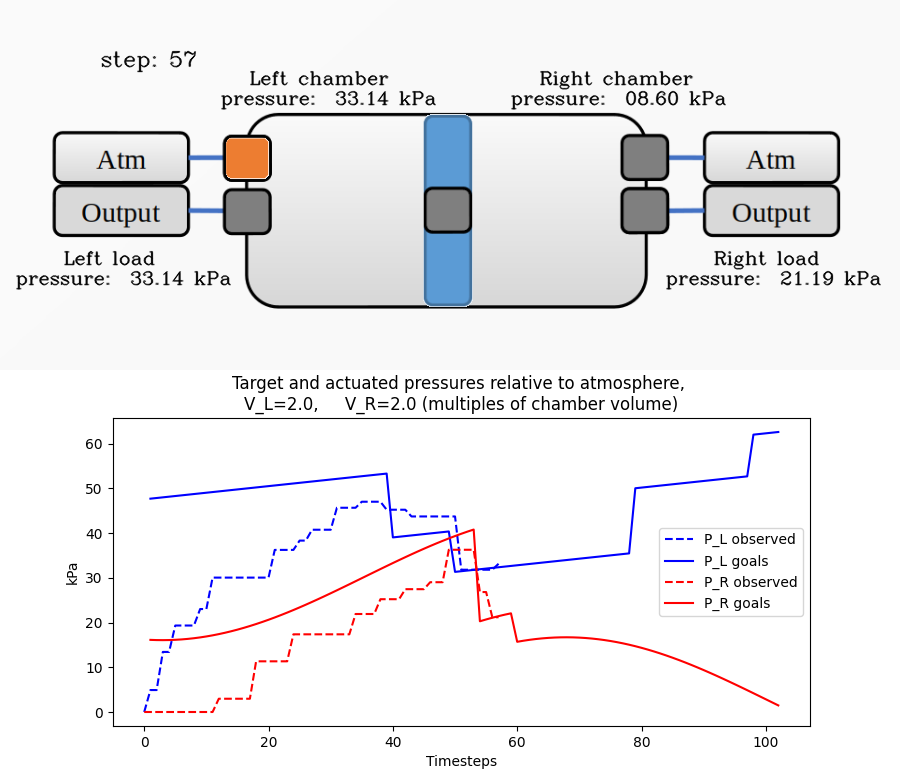 step: 57
Left chamber
pressure: 33.14 kPa
Right chamber
pressure: 08.60 kPa
Atm
Output
Atm
Output
Left load
pressure: 33.14 kPa
Right load
pressure: 21.19 kPa
Target and actuated pressures relative to atmosphere,
V_L=2.0, V_R=2.0 (multiples of chamber volume)
60
50
40
30
20
10
0
kPa
P_L observed
P_L goals
P_R observed
P_R goals
0 20 40 60 80 100
Timesteps